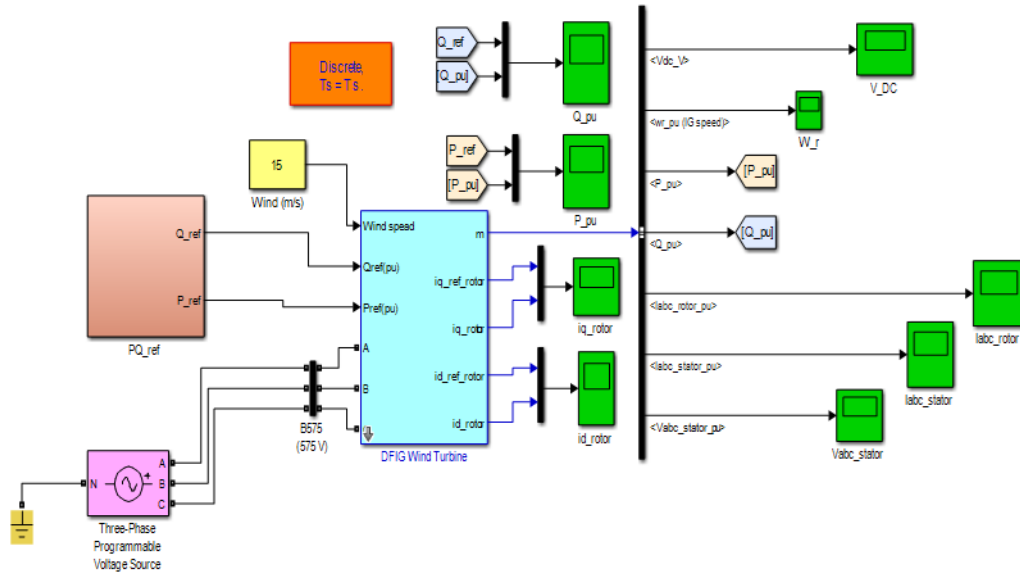 Discrete,
Ts = Ts.
Q_ref
[Q_pu]
Q_pu
P_ref
[P_pu]
P_pu
15
Wind (m/s)
Q_ref
P_ref
PQ_ref
Wind spead
Qref(pu)
Pref(pu)
A
B
m
iq_ref_rotor
iq_rotor
id_ref_rotor
id_rotor
DFIG Wind Turbine
B575
(575 V)
N
A
B
C
Three-Phase
Programmable
Voltage Source
iq_rotor
id_rotor
<Vdc_V>
V_DC
<wr_pu (IG speed)>
W_r
<P_pu>
[P_pu]
<Q_pu>
[Q_pu]
<Iabc_rotor_pu>
Iabc_rotor
<Iabc_stator_pu>
Iabc_stator
<Vabc_stator_pu>
Vabc_stator